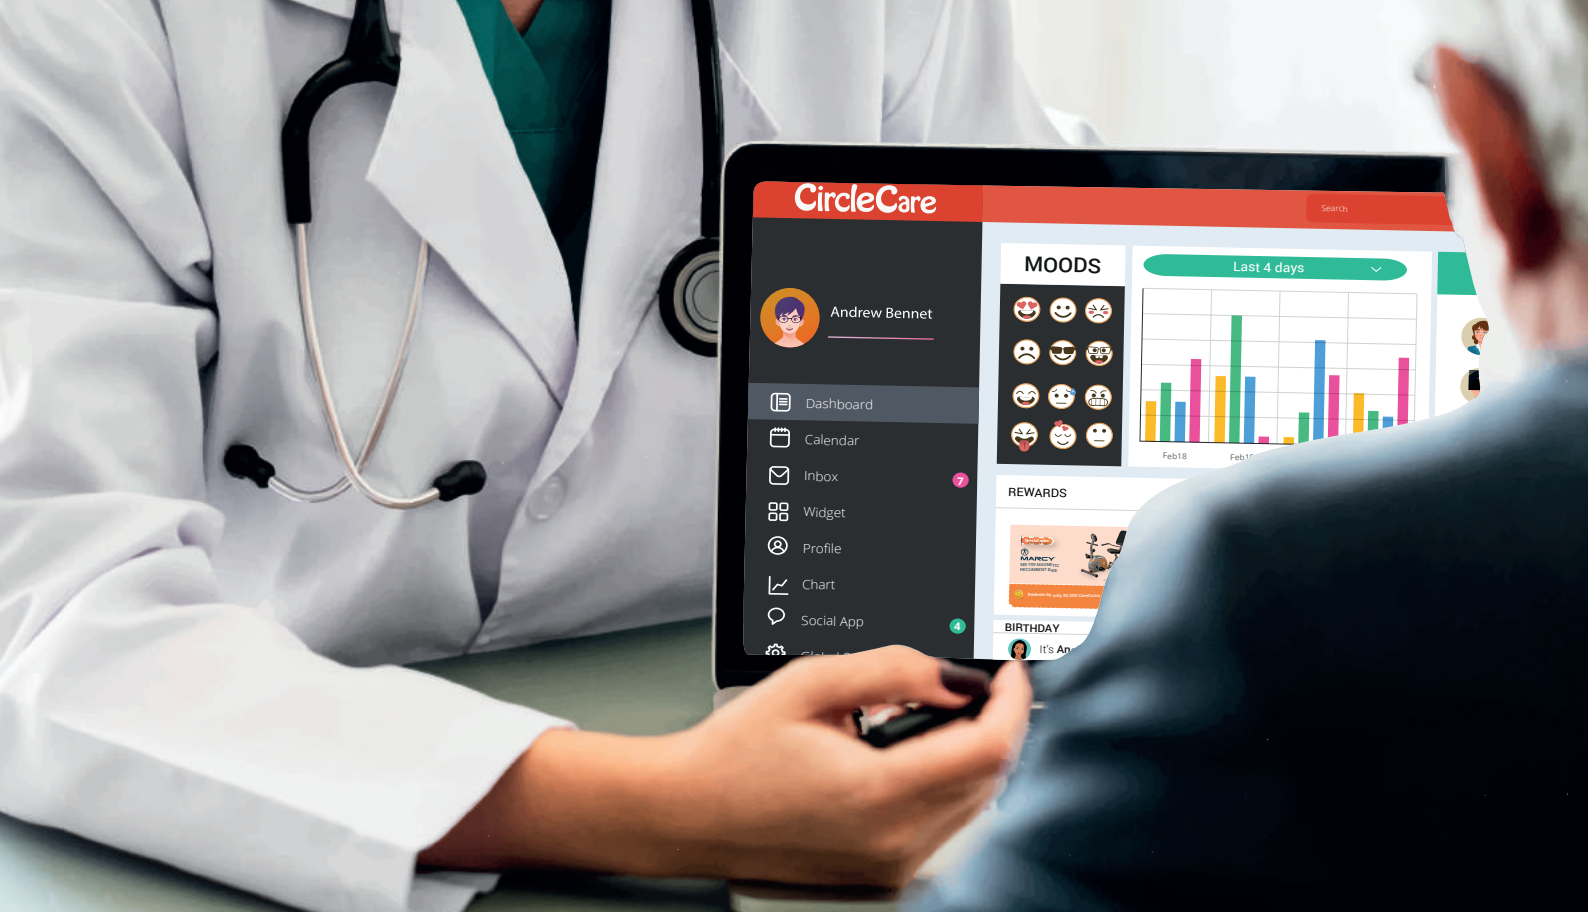 CircleCare
Search
Andrew Bennet
Dashboard
Calendar
Inbox
7
Widget
Profile
Chart
Social App
4
MOODS
Last 4 days
Feb18
REWARDS
MARCY
BIRTHDAY
It's